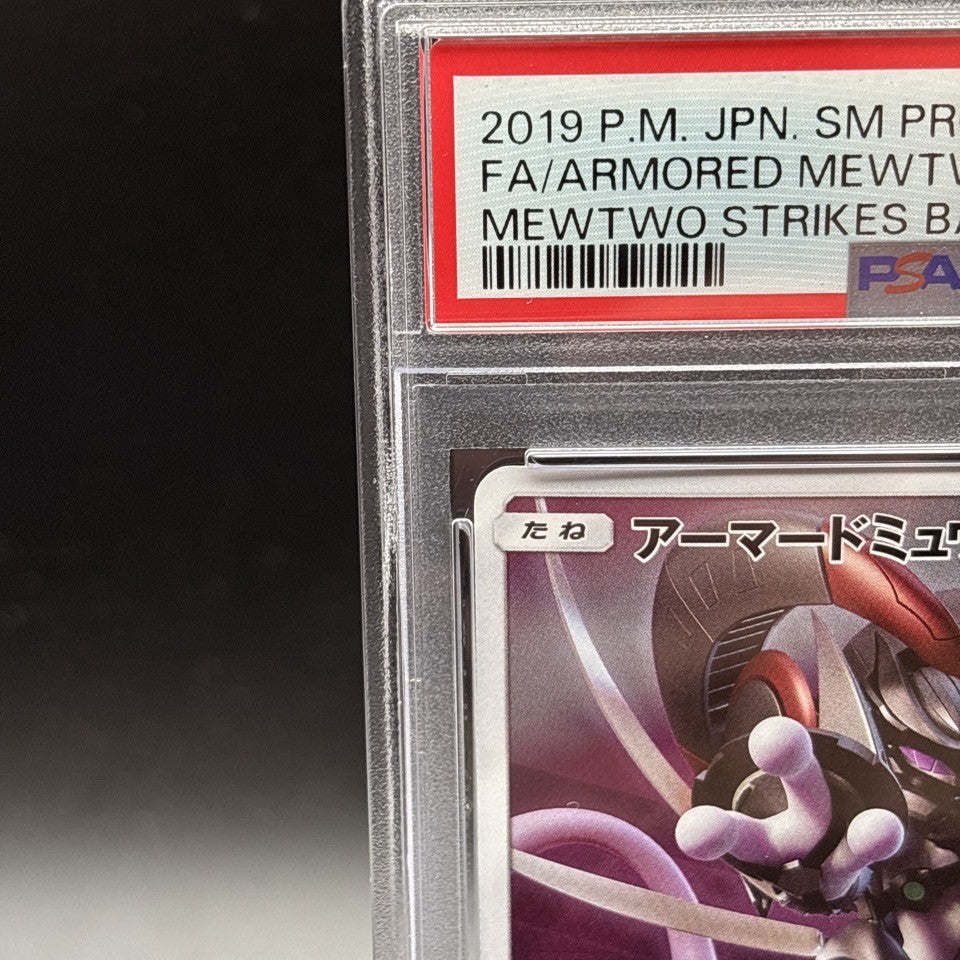 2019 P.M. JPN. SM PR
FA/ARMORED MEWTW
MEWTWO STRIKES BA
PSA
たね
アーマードミュウ